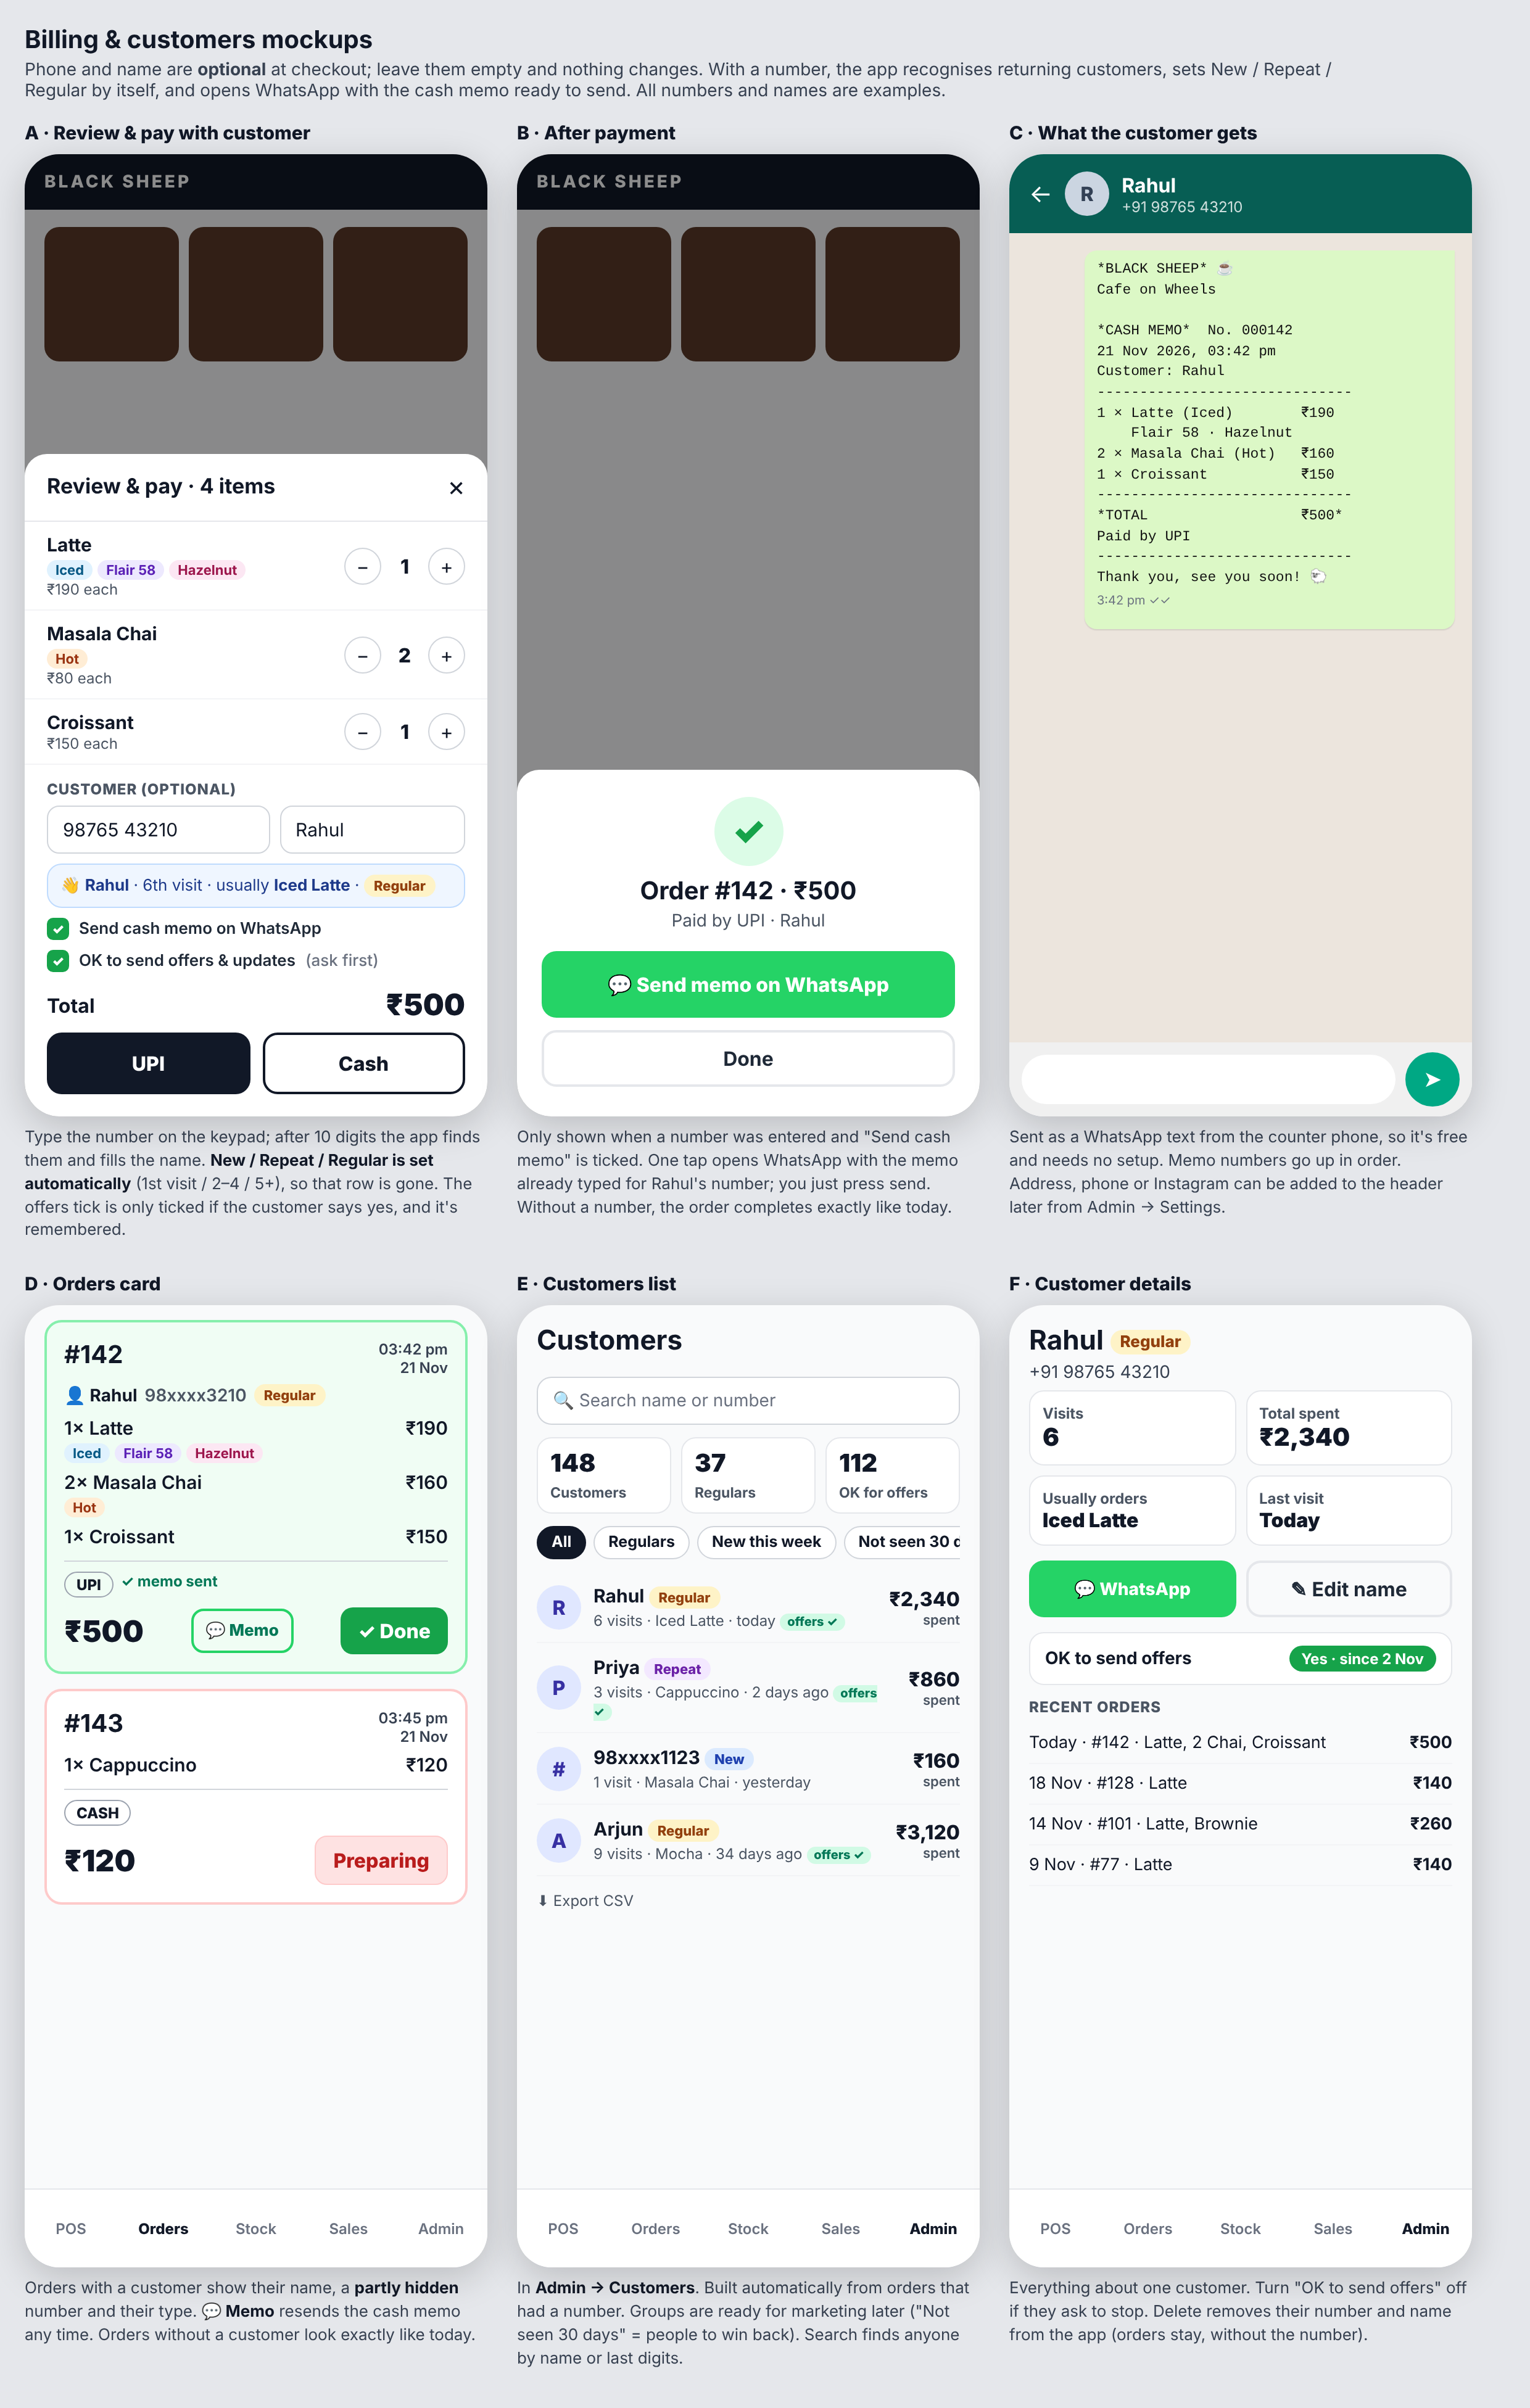 Billing & customers mockups
Phone and name are optional at checkout; leave them empty and nothing changes. With a number, the app recognises returning customers, sets New / Repeat /
Regular by itself, and opens WhatsApp with the cash memo ready to send. All numbers and names are examples.
A · Review & pay with customer
BLACK SHEEP
Review & pay · 4 items
✕
Latte
Iced Flair 58 Hazelnut
₹190 each
− 1 +
Masala Chai
Hot
₹80 each
− 2 +
Croissant
₹150 each
− 1 +
CUSTOMER (OPTIONAL)
98765 43210 Rahul
👋 Rahul · 6th visit · usually Iced Latte · Regular
Send cash memo on WhatsApp
OK to send offers & updates (ask first)
Total ₹500
UPI Cash
Type the number on the keypad; after 10 digits the app finds
them and fills the name. New / Repeat / Regular is set
automatically (1st visit / 2–4 / 5+), so that row is gone. The
offers tick is only ticked if the customer says yes, and it's
remembered.
B · After payment
BLACK SHEEP
Order #142 · ₹500
Paid by UPI · Rahul
💬 Send memo on WhatsApp
Done
Only shown when a number was entered and "Send cash
memo" is ticked. One tap opens WhatsApp with the memo
already typed for Rahul's number; you just press send.
Without a number, the order completes exactly like today.
C · What the customer gets
← R Rahul
+91 98765 43210
*BLACK SHEEP* ☕
Cafe on Wheels
*CASH MEMO* No. 000142
21 Nov 2026, 03:42 pm
Customer: Rahul
------------------------------
1 × Latte (Iced) ₹190
Flair 58 · Hazelnut
2 × Masala Chai (Hot) ₹160
1 × Croissant ₹150
------------------------------
*TOTAL ₹500*
Paid by UPI
------------------------------
Thank you, see you soon! 🐑
3:42 pm ✓✓
➤
Sent as a WhatsApp text from the counter phone, so it's free
and needs no setup. Memo numbers go up in order.
Address, phone or Instagram can be added to the header
later from Admin → Settings.
D · Orders card
#142 03:42 pm
21 Nov
👤 Rahul 98xxxx3210 Regular
1× Latte ₹190
Iced Flair 58 Hazelnut
2× Masala Chai ₹160
Hot
1× Croissant ₹150
UPI ✓ memo sent
₹500 💬 Memo ✓ Done
#143 03:45 pm
21 Nov
1× Cappuccino ₹120
CASH
₹120 Preparing
POS Orders Stock Sales Admin
Orders with a customer show their name, a partly hidden
number and their type. 💬 Memo resends the cash memo
any time. Orders without a customer look exactly like today.
E · Customers list
Customers
🔍 Search name or number
148 37 112
Customers Regulars OK for offers
All Regulars New this week Not seen 30 d
R Rahul Regular ₹2,340
6 visits · Iced Latte · today offers ✓ spent
P Priya Repeat ₹860
3 visits · Cappuccino · 2 days ago offers spent
✓
# 98xxxx1123 New ₹160
1 visit · Masala Chai · yesterday spent
A Arjun Regular ₹3,120
9 visits · Mocha · 34 days ago offers ✓ spent
⬇ Export CSV
POS Orders Stock Sales Admin
In Admin → Customers. Built automatically from orders that
had a number. Groups are ready for marketing later ("Not
seen 30 days" = people to win back). Search finds anyone
by name or last digits.
F · Customer details
Rahul Regular
+91 98765 43210
Visits Total spent
6 ₹2,340
Usually orders Last visit
Iced Latte Today
💬 WhatsApp ✎ Edit name
OK to send offers Yes · since 2 Nov
RECENT ORDERS
Today · #142 · Latte, 2 Chai, Croissant ₹500
18 Nov · #128 · Latte ₹140
14 Nov · #101 · Latte, Brownie ₹260
9 Nov · #77 · Latte ₹140
POS Orders Stock Sales Admin
Everything about one customer. Turn "OK to send offers" off
if they ask to stop. Delete removes their number and name
from the app (orders stay, without the number).